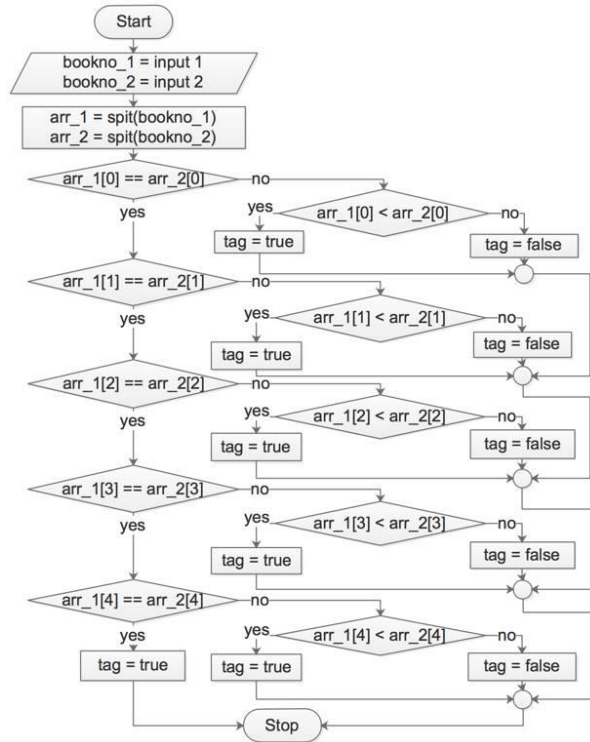 Start
bookno_1 = input 1
bookno_2 = input 2
arr_1 = spit(bookno_1)
arr_2 = spit(bookno_2)
arr_1[0] == arr_2[0]
no
yes
yes
arr_1[0] < arr_2[0]
no
tag = true
tag = false
arr_1[1] == arr_2[1]
no
yes
yes
arr_1[1] < arr_2[1]
no
tag = true
tag = false
arr_1[2] == arr_2[2]
no
yes
yes
arr_1[2] < arr_2[2]
no
tag = true
tag = false
arr_1[3] == arr_2[3]
no
yes
yes
arr_1[3] < arr_2[3]
no
tag = true
tag = false
arr_1[4] == arr_2[4]
no
yes
yes
arr_1[4] < arr_2[4]
no
tag = true
tag = true
tag = false
Stop